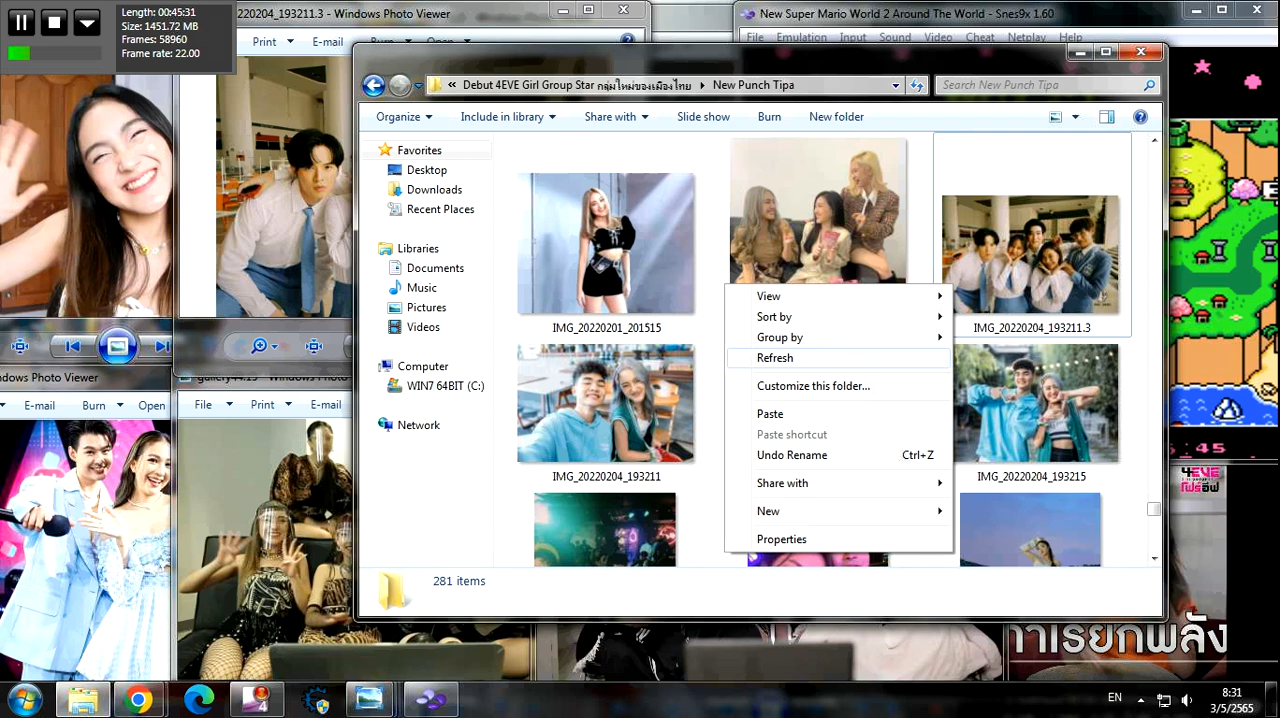 Length: 00:45:31
Size: 1451.72 MB
Frames: 58960
Frame rate: 22.00
20220204_193211.3 - Windows Photo Viewer
Print
E-mail
Burn
Open
New Super Mario World 2 Around The World - Snes9x 1.60
File Emulation Input Sound Video Cheat Netplay Help
« Debut 4EVE Girl Group Star กลุ่มใหม่ของเมืองไทย
New Punch Tipa
Search New Punch Tipa
Organize
Include in library
Share with
Slide show
Burn
New folder
Favorites
Desktop
Downloads
Recent Places
Libraries
Documents
Music
Pictures
Videos
Computer
WIN7 64BIT (C:)
Network
IMG_20220201_201515
IMG_20220204_193211.3
IMG_20220204_193211
IMG_20220204_193215
View
Sort by
Group by
Refresh
Customize this folder...
Paste
Paste shortcut
Undo Rename Ctrl+Z
Share with
New
Properties
281 items
ndows Photo Viewer
E-mail
Burn
Open
gallery44.15 - Windows Photo
File
Print
E-mail
:45
4EVE
EN
8:31
3/5/2565